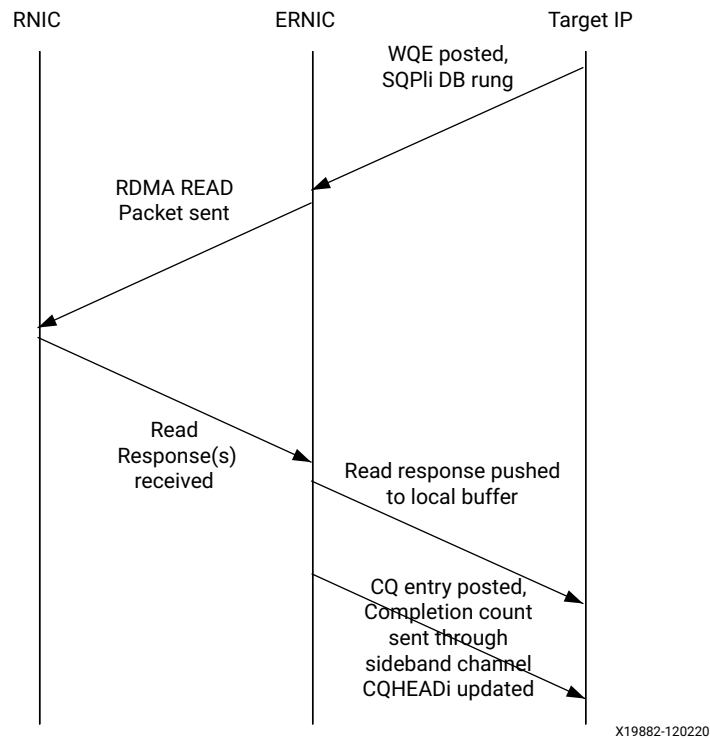 RNIC
ERNIC
Target IP
WQE posted,
SQPli DB rung
RDMA READ
Packet sent
Read
Response(s)
received
Read response pushed
to local buffer
CQ entry posted,
Completion count
sent through
sideband channel
CQHEADi updated
X19882-120220